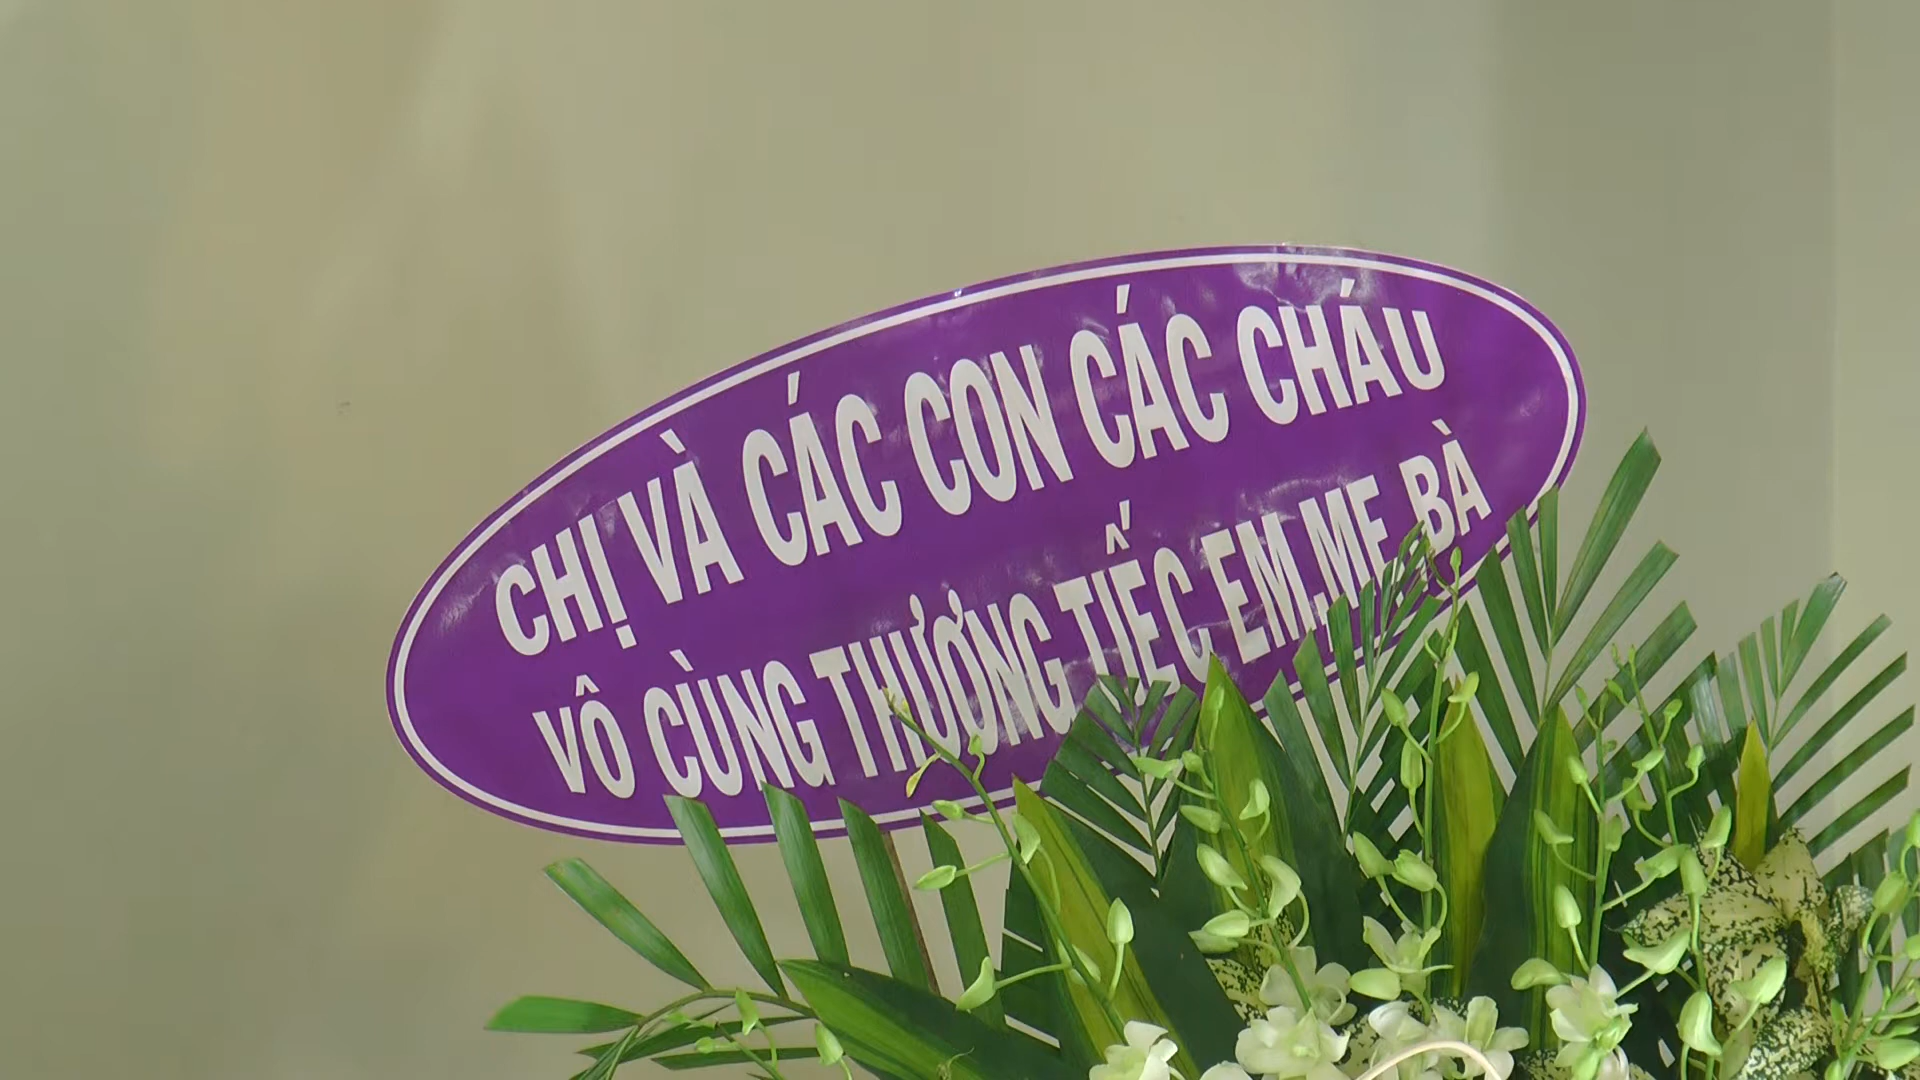 CHỊ VÀ CÁC CON CÁC CHÁU
VÔ CÙNG THƯƠNG TIẾC EM.MẸ BÀ